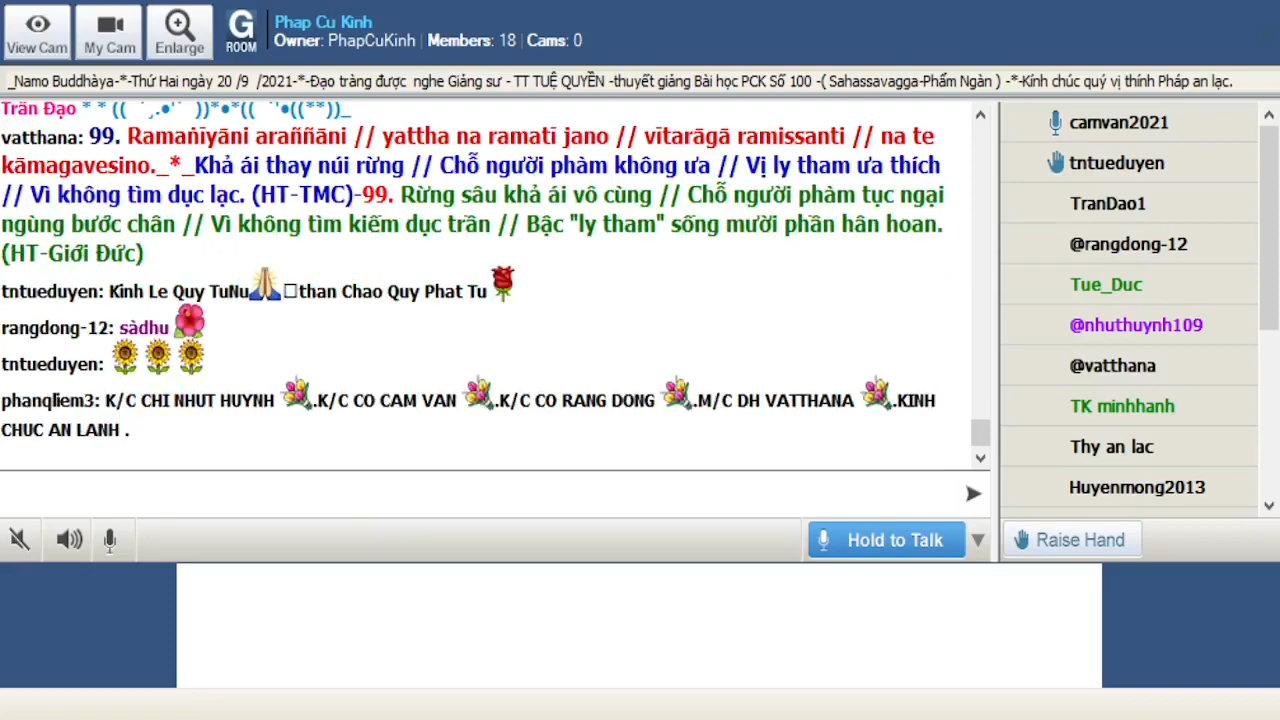 Phap Cu Kinh
Owner: PhapCuKinh | Members: 18 | Cams: 0
View Cam
My Cam
Enlarge
G
ROOM
_Namo Buddhàya-*-Thứ Hai ngày 20 /9 /2021-*-Đạo tràng được nghe Giảng sư - TT TUỆ QUYỀN -thuyết giảng Bài học PCK Số 100 -( Sahassavagga-Phẩm Ngàn ) -*-Kính chúc quý vị thính Pháp an lạc.
Trần Đạo
vatthana: 99. Ramaṇīyāni araññāni // yattha na ramatī jano // vītarāgā ramissanti // na te
kāmagavesino._*_Khả ái thay núi rừng // Chỗ người phàm không ưa // Vị ly tham ưa thích
// Vì không tìm dục lạc. (HT-TMC)-99. Rừng sâu khả ái vô cùng // Chỗ người phàm tục ngại
ngùng bước chân // Vì không tìm kiếm dục trần // Bậc "ly tham" sống mười phần hân hoan.
(HT-Giới Đức)
tntueduyen: Kinh Le Quy TuNu than Chao Quy Phat Tu
rangdong-12: sàdhu
tntueduyen:
phanqliem3: K/C CHI NHUT HUYNH .K/C CO CAM VAN .K/C CO RANG DONG .M/C DH VATTHANA .KINH
CHUC AN LANH .
camvan2021
tntueduyen
TranDao1
@rangdong-12
Tue_Duc
@nhuthuynh109
@vatthana
TK minhhanh
Thy an lac
Huyenmong2013
Hold to Talk
Raise Hand